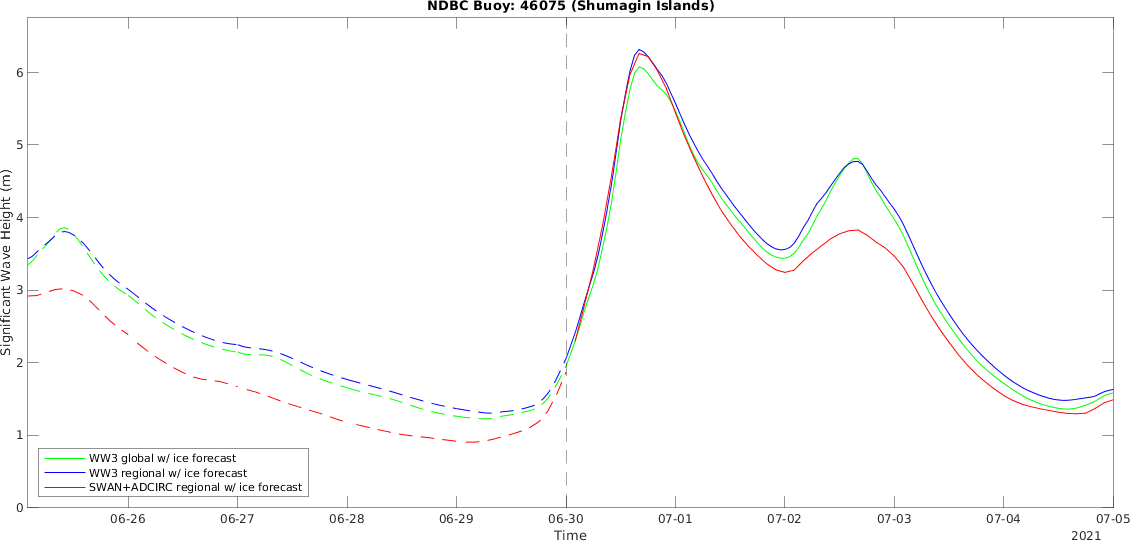 NDBC Buoy: 46075 (Shumagin Islands)
Significant Wave Height (m)
6
5
4
3
2
1
0
WW3 global w/ ice forecast
WW3 regional w/ ice forecast
SWAN+ADCIRC regional w/ ice forecast
06-26 06-27 06-28 06-29 06-30 07-01 07-02 07-03 07-04 07-05
Time
2021